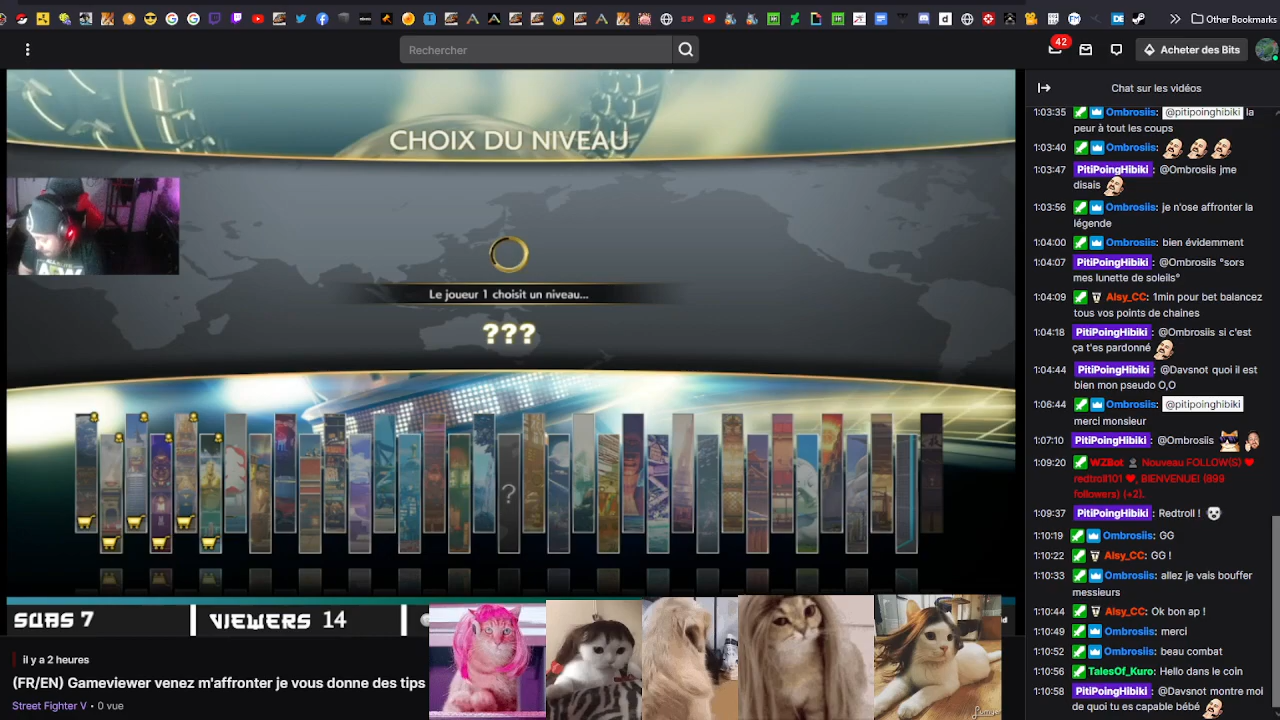 Other Bookmarks
Rechercher
42
Acheter des Bits
CHOIX DU NIVEAU
Le joueur 1 choisit un niveau...
???
?
SUBS 7
VIEWERS 14
il y a 2 heures
(FR/EN) Gameviewer venez m'affronter je vous donne des tips
Street Fighter V • 0 vue
Chat sur les vidéos
1:03:35 Ombrosiis: @pitipoinghibiki la
peur à tout les coups
1:03:40 Ombrosiis:
1:03:47 PitiPoingHibiki: @Ombrosiis jme
disais
1:03:56 Ombrosiis: je n'ose affronter la
légende
1:04:00 Ombrosiis: bien évidemment
1:04:07 PitiPoingHibiki: @Ombrosiis °sors
mes lunette de soleils°
1:04:09 Alsy_CC: 1min pour bet balancez
tous vos points de chaines
1:04:18 PitiPoingHibiki: @Ombrosiis si c'est
ça t'es pardonné
1:04:44 PitiPoingHibiki: @Davsnot quoi il est
bien mon pseudo O,O
1:06:44 Ombrosiis: @pitipoinghibiki
merci monsieur
1:07:10 PitiPoingHibiki: @Ombrosiis
1:09:20 WZBot: Nouveau FOLLOW(S) ♥
redtroll101 ♥, BIENVENUE! (899
followers) (+2).
1:09:37 PitiPoingHibiki: Redtroll !
1:10:19 Ombrosiis: GG
1:10:22 Alsy_CC: GG !
1:10:33 Ombrosiis: allez je vais bouffer
messieurs
1:10:44 Alsy_CC: Ok bon ap !
1:10:49 Ombrosiis: merci
1:10:52 Ombrosiis: beau combat
1:10:56 TalesOf_Kuro: Hello dans le coin
1:10:58 PitiPoingHibiki: @Davsnot montre moi
de quoi tu es capable bébé